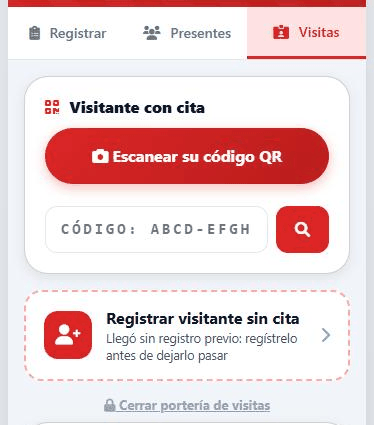 Registrar
Presentes
Visitas
Visitante con cita
Escanear su código QR
CÓDIGO: ABCD-EFGH
Registrar visitante sin cita
Llegó sin registro previo: regístrelo
antes de dejarlo pasar
Cerrar portería de visitas